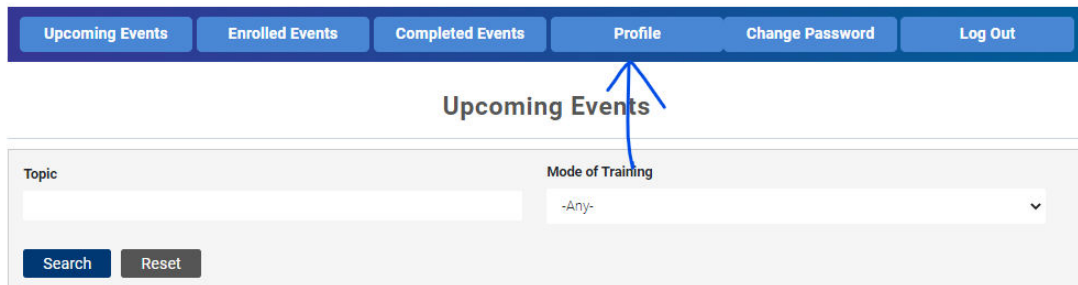 Upcoming Events Enrolled Events Completed Events Profile Change Password Log Out
Upcoming Events
Topic Mode of Training
-Any-
Search Reset